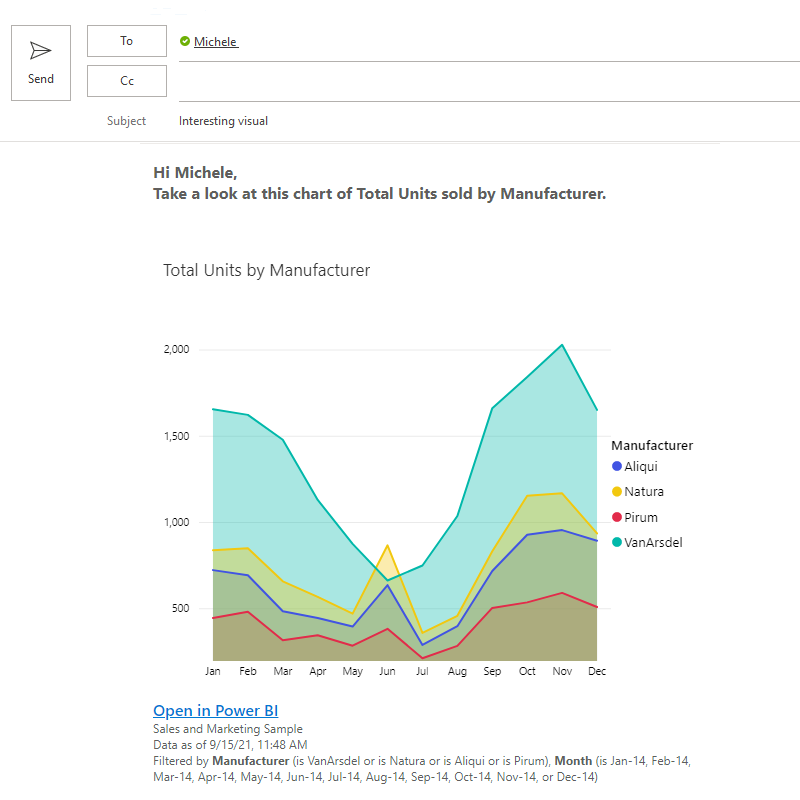 To
Michele
Send
Cc
Subject
Interesting visual
Hi Michele,
Take a look at this chart of Total Units sold by Manufacturer.
Total Units by Manufacturer
2,000
1,500
1,000
500
Manufacturer
Aliqui
Natura
Pirum
VanArsdel
Jan Feb Mar Apr May Jun Jul Aug Sep Oct Nov Dec
Open in Power BI
Sales and Marketing Sample
Data as of 9/15/21, 11:48 AM
Filtered by Manufacturer (is VanArsdel or is Natura or is Aliqui or is Pirum), Month (is Jan-14, Feb-14,
Mar-14, Apr-14, May-14, Jun-14, Jul-14, Aug-14, Sep-14, Oct-14, Nov-14, or Dec-14)